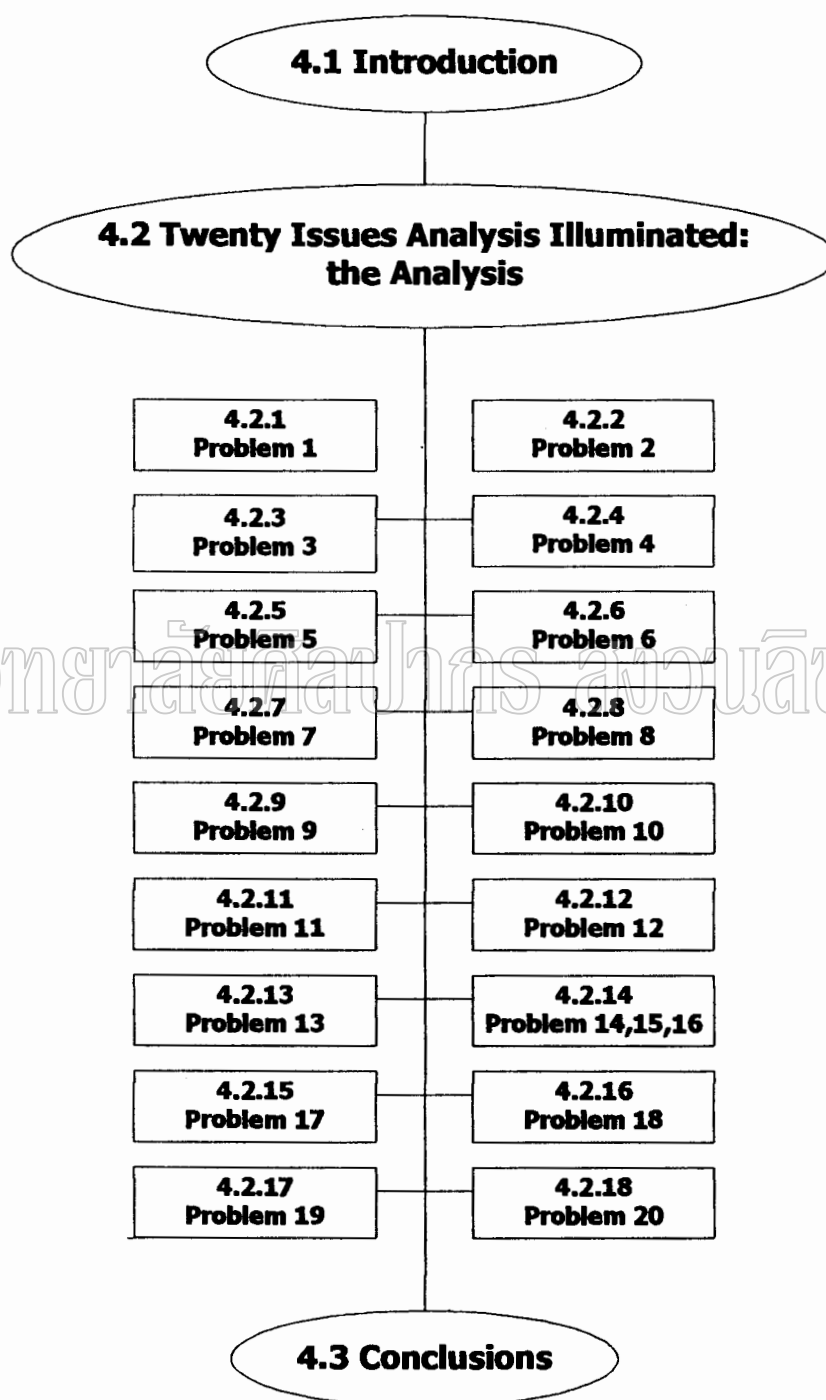 4.1 Introduction
4.2 Twenty Issues Analysis Illuminated:
the Analysis
4.2.1
Problem 1
4.2.2
Problem 2
4.2.3
Problem 3
4.2.4
Problem 4
4.2.5
Problem 5
4.2.6
Problem 6
4.2.7
Problem 7
4.2.8
Problem 8
4.2.9
Problem 9
4.2.10
Problem 10
4.2.11
Problem 11
4.2.12
Problem 12
4.2.13
Problem 13
4.2.14
Problem 14,15,16
4.2.15
Problem 17
4.2.16
Problem 18
4.2.17
Problem 19
4.2.18
Problem 20
4.3 Conclusions